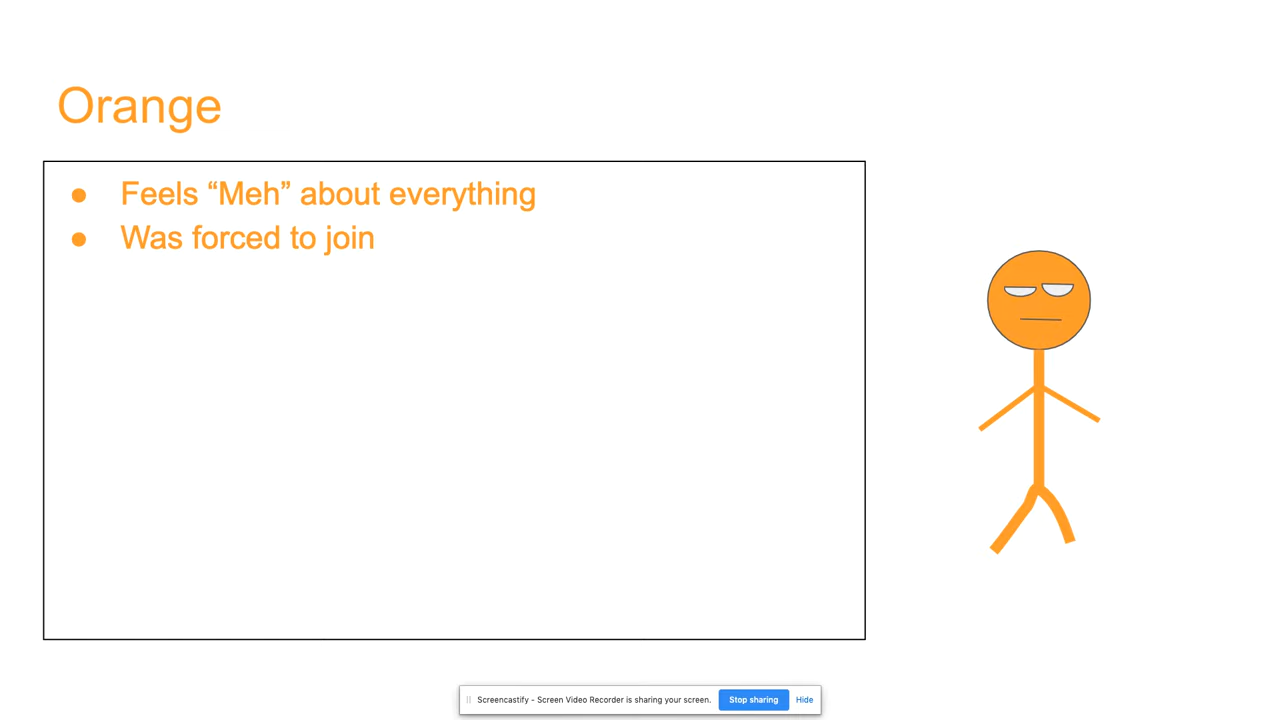 Orange
● Feels “Meh” about everything
● Was forced to join
Screencastify - Screen Video Recorder is sharing your screen. Stop sharing Hide